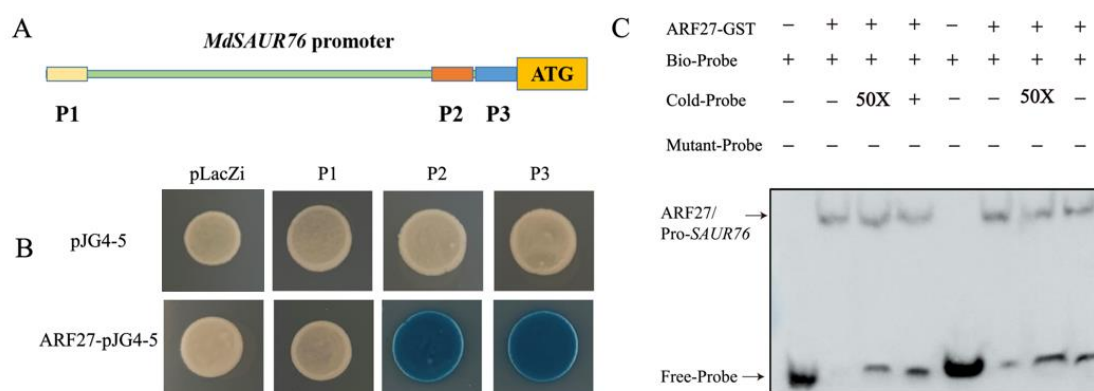 A
MdSAUR76 promoter
ATG
P1 P2 P3
B
pLacZi P1 P2 P3
pJG4-5
ARF27-pJG4-5
C
ARF27-GST – + + + – + + +
Bio-Probe + + + + + + + +
Cold-Probe – – 50X + – – 50X –
Mutant-Probe – – – – – – – –
ARF27/
Pro-SAUR76
Free-Probe